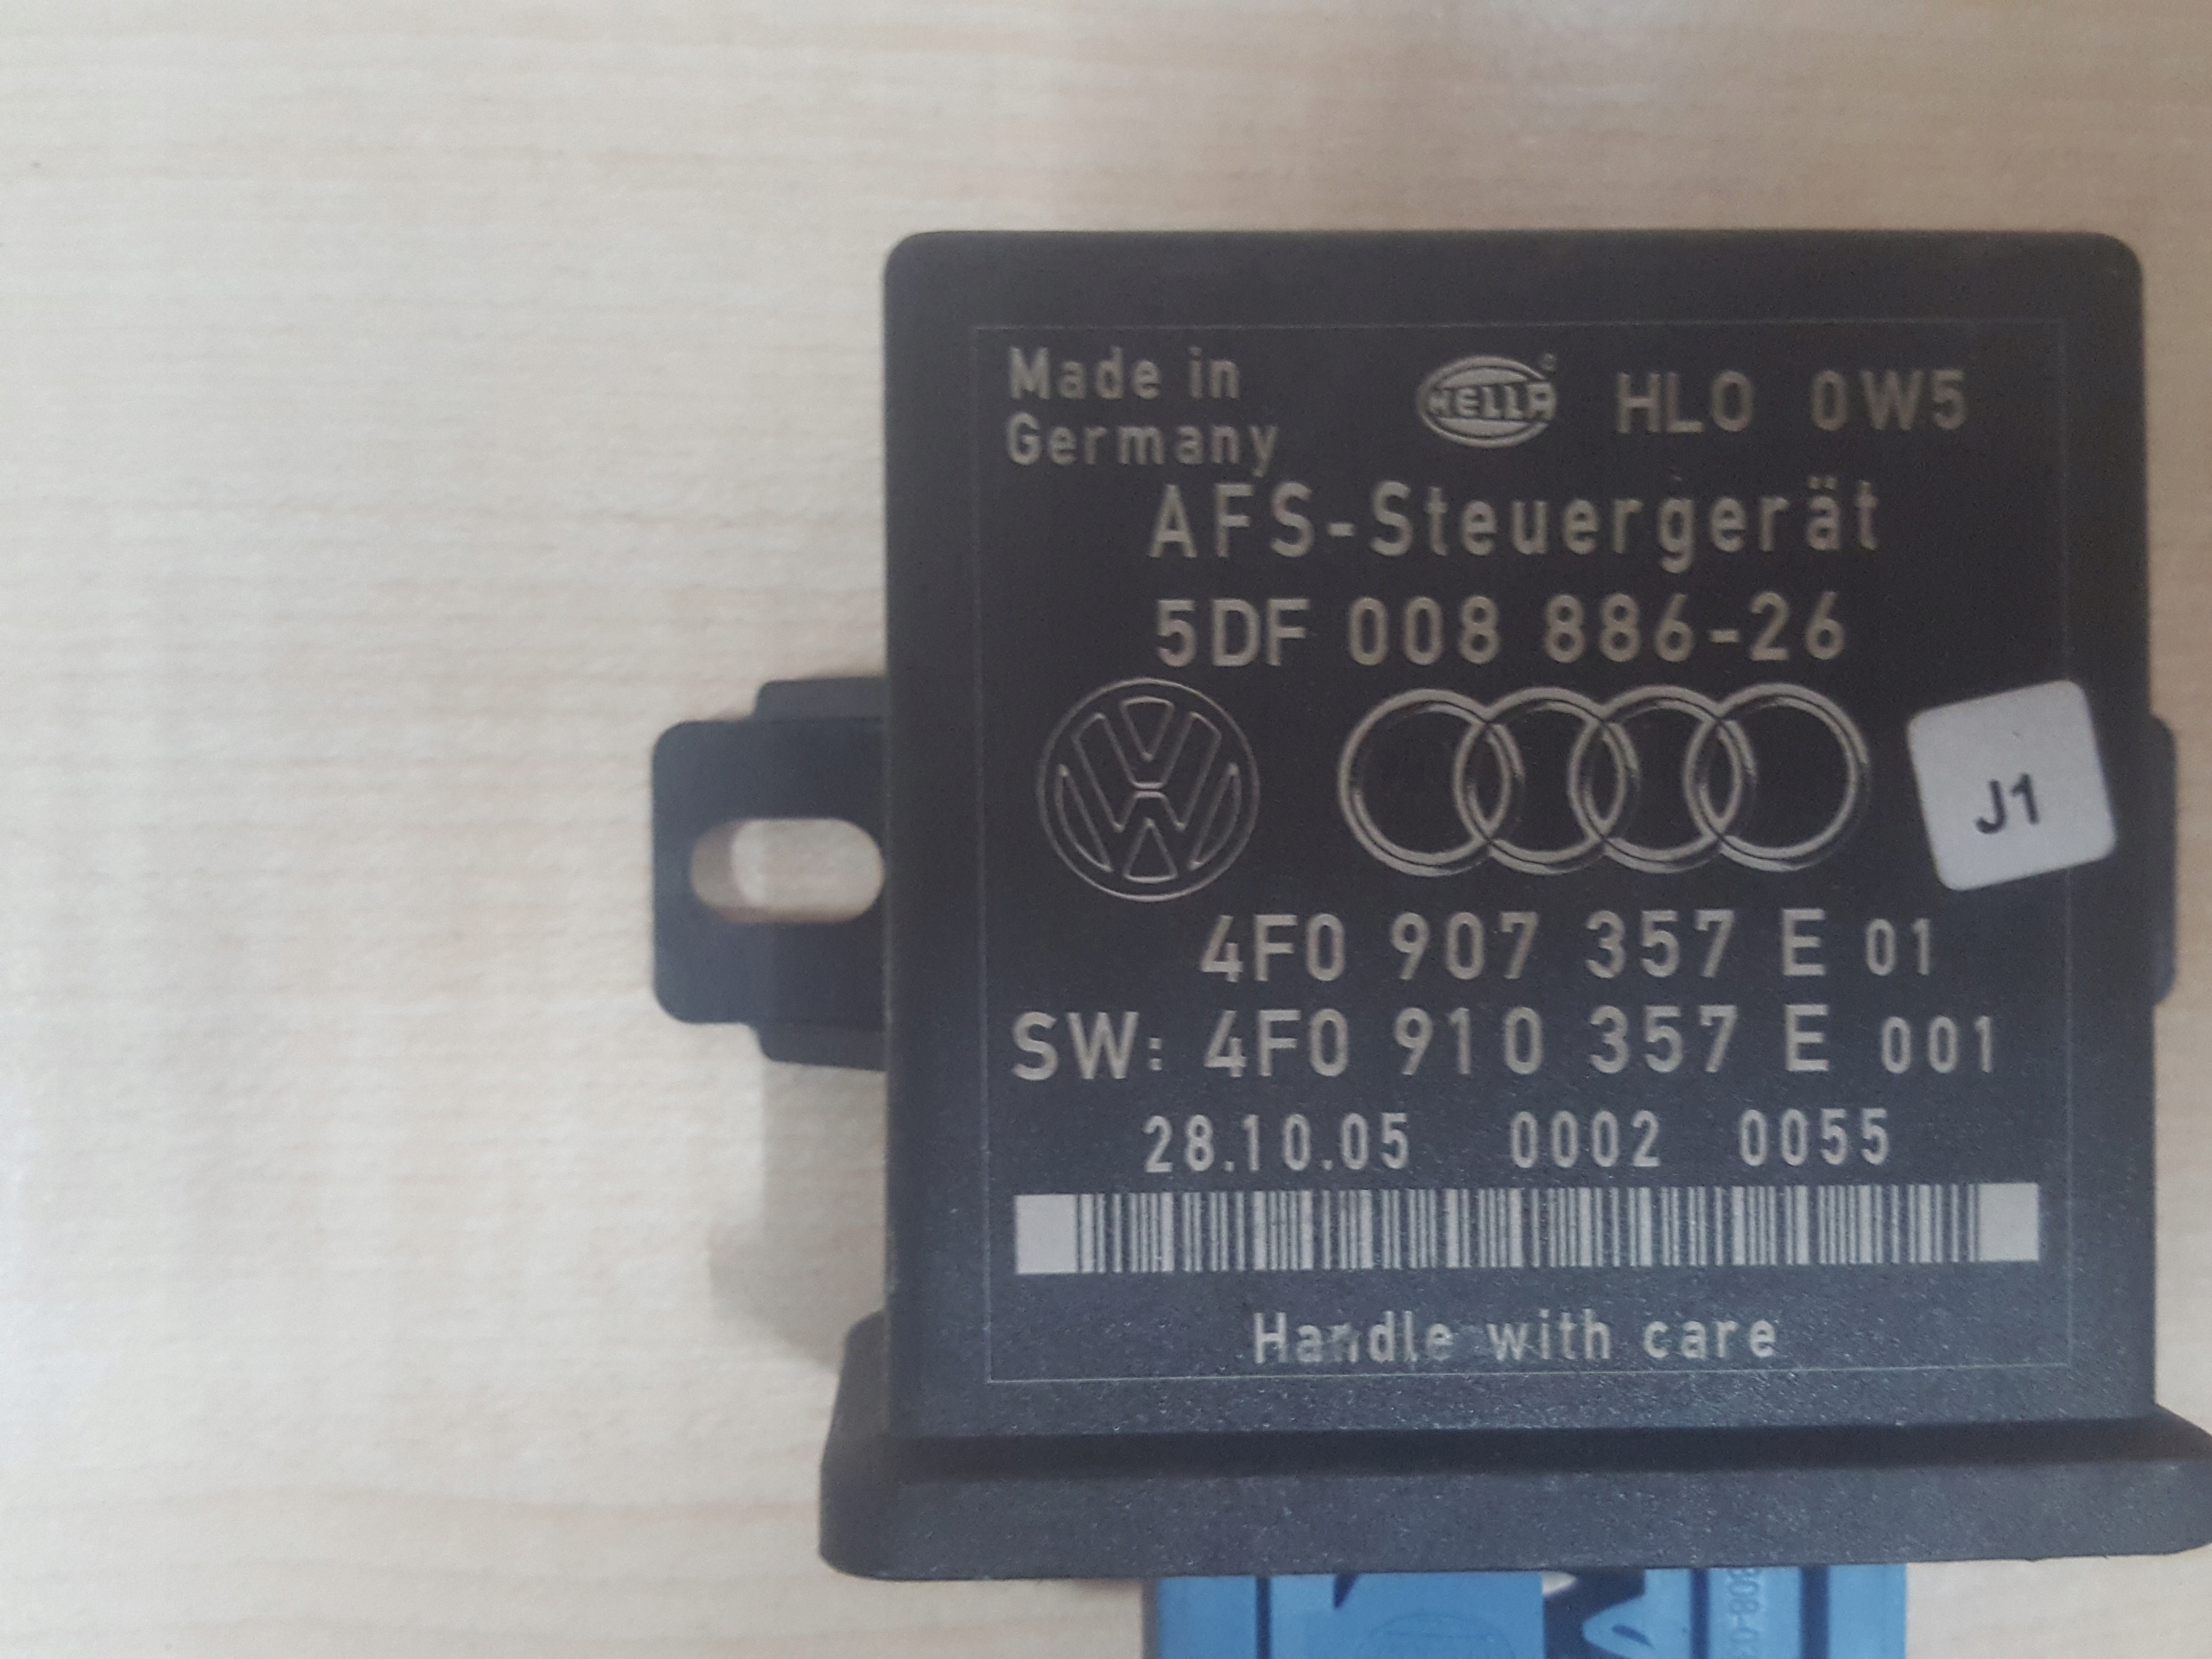 Made in
Germany
HELLA HLO 0W5
AFS-Steuergerät
5DF 008 886-26
J1
4F0 907 357 E 01
SW: 4F0 910 357 E 001
28.10.05 0002 0055
Handle with care